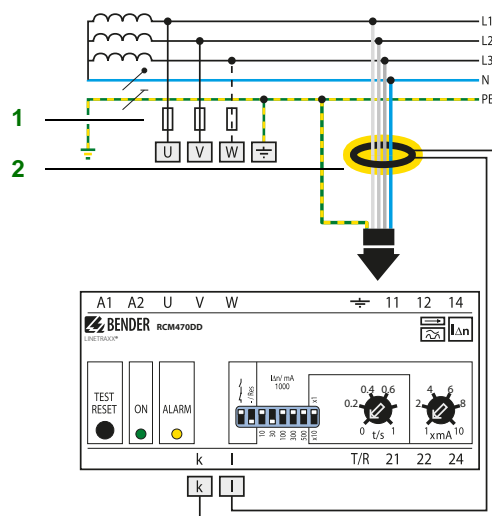 L1
L2
L3
N
PE
1
2
U V W
A1 A2 U V W 11 12 14
BENDER RCM470DD
LINETRAXX®
I∆n
TEST
RESET
ON
ALARM
I∆n/ mA
1000
- / Res
10 30 100 300 500 x10
x1
0 0.2 0.4 0.6 1
t/s
1 2 4 6 8 10
xmA
k l T/R 21 22 24
k l